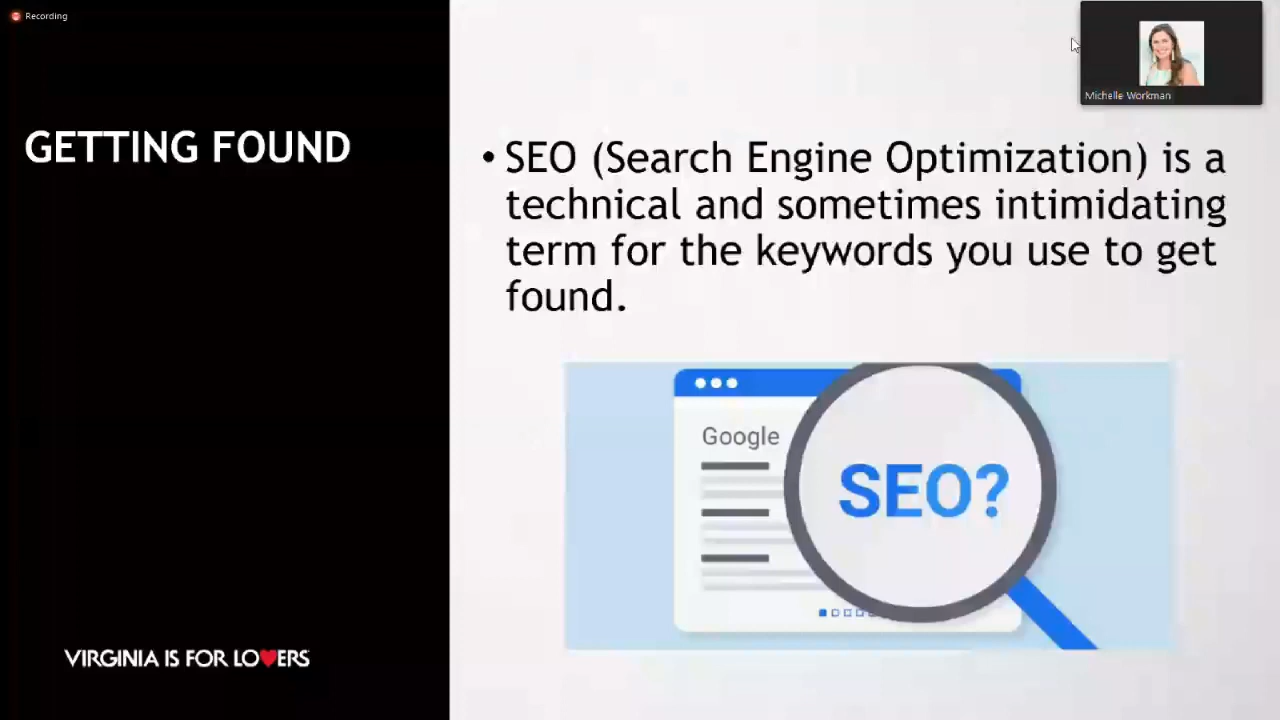 Recording
Michelle Workman
GETTING FOUND
• SEO (Search Engine Optimization) is a
technical and sometimes intimidating
term for the keywords you use to get
found.
Google
SEO?
VIRGINIA IS FOR LOVERS